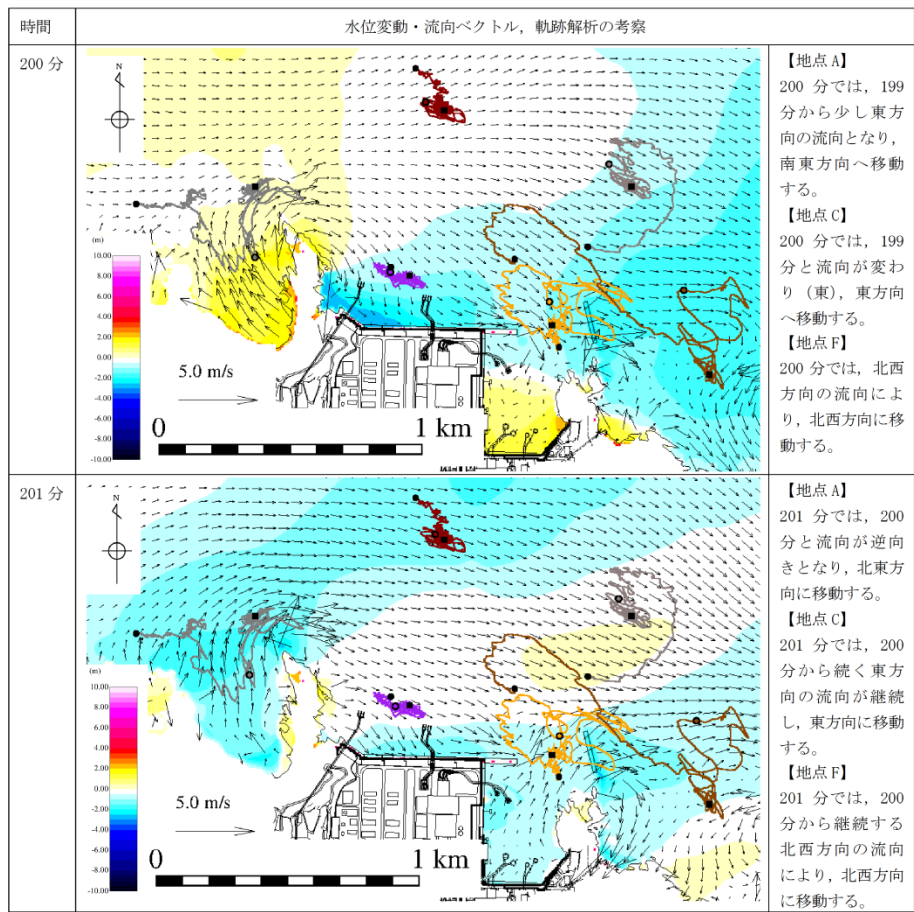 時間
水位変動・流向ベクトル，軌跡解析の考察
200 分
N
(m)
10.00
8.00
6.00
4.00
2.00
0.00
-2.00
-4.00
-6.00
-8.00
-10.00
5.0 m/s
0
1 km
【地点 A】
200 分では，199
分から少し東方
向の流向となり，
南東方向へ移動
する。
【地点 C】
200 分では，199
分と流向が変わ
り（東），東方向
へ移動する。
【地点 F】
200 分では，北西
方向の流向によ
り，北西方向に移
動する。
201 分
N
(m)
10.00
8.00
6.00
4.00
2.00
0.00
-2.00
-4.00
-6.00
-8.00
-10.00
5.0 m/s
0
1 km
【地点 A】
201 分では，200
分と流向が逆向
きとなり，北東方
向に移動する。
【地点 C】
201 分では，200
分から続く東方
向の流向が継続
し，東方向に移動
する。
【地点 F】
201 分では，200
分から継続する
北西方向の流向
により，北西方向
に移動する。